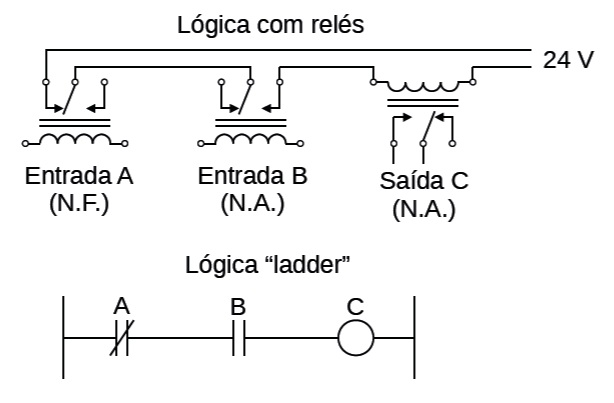 Lógica com relés
24 V
Entrada A
(N.F.)
Entrada B
(N.A.)
Saída C
(N.A.)
Lógica “ladder”
A
B
C